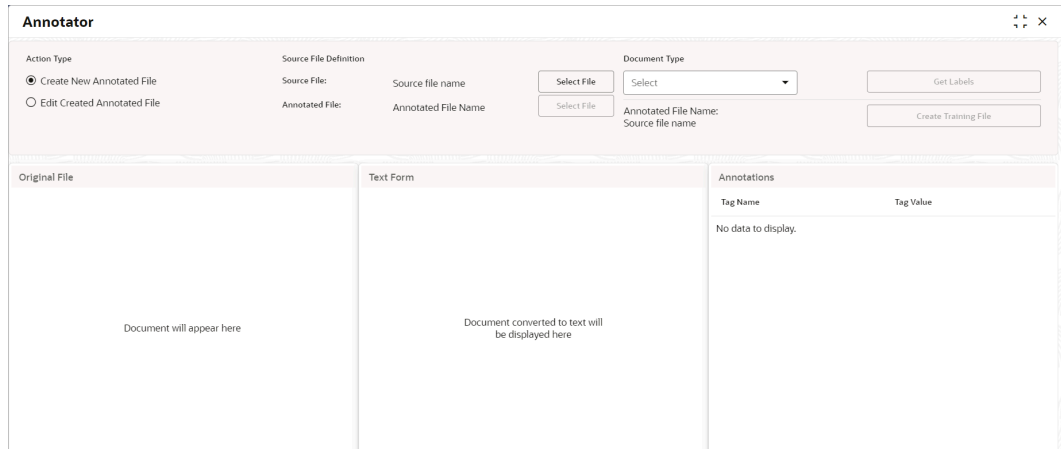 Annotator
Action Type
Create New Annotated File
Edit Created Annotated File
Source File Definition
Source File: Source file name Select File
Annotated File: Annotated File Name Select File
Document Type
Select
Get Labels
Annotated File Name:
Source file name
Create Training File
Original File
Document will appear here
Text Form
Document converted to text will
be displayed here
Annotations
Tag Name Tag Value
No data to display.